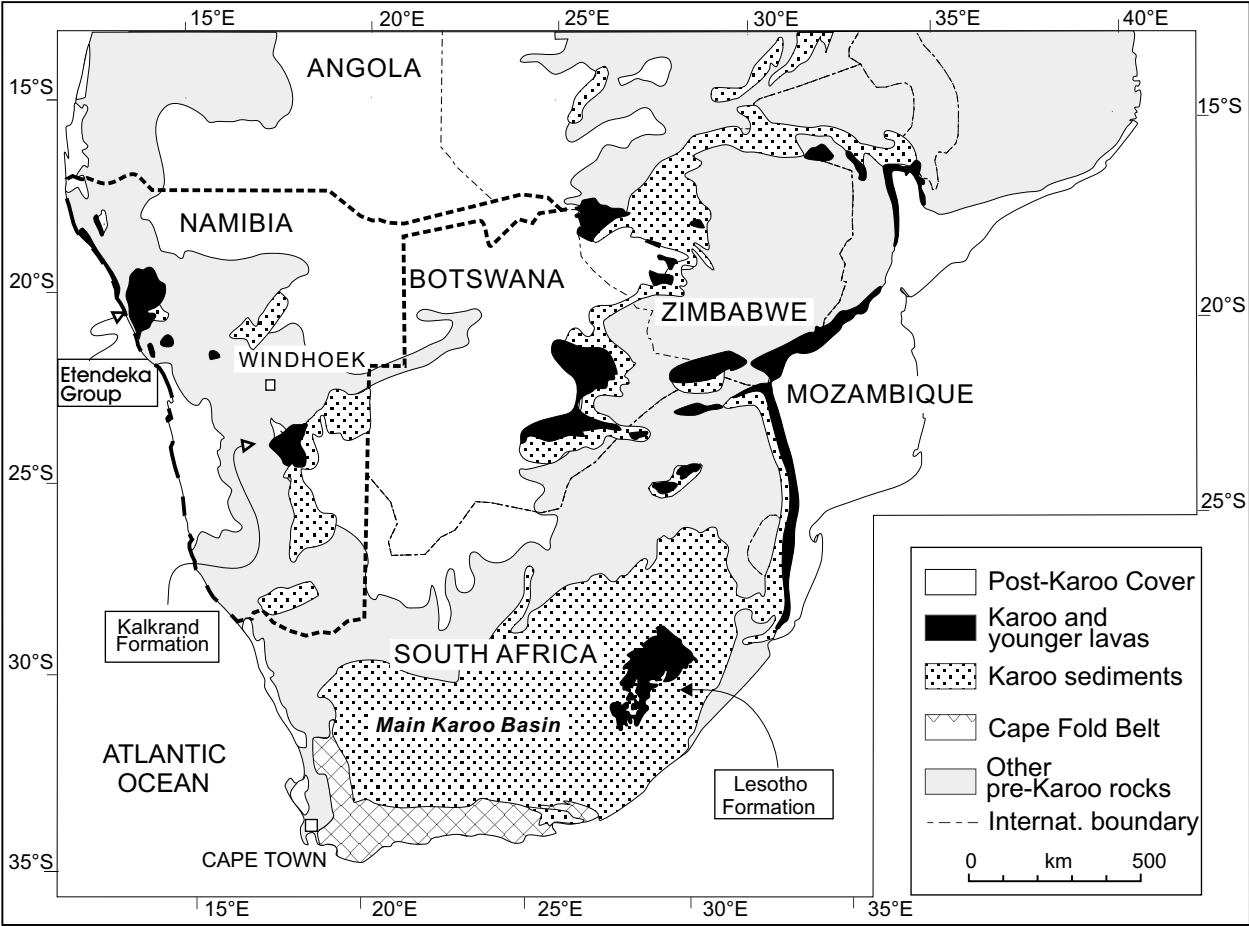 15°E 20°E 25°E 30°E 35°E 40°E
ANGOLA
15°S
15°S
NAMIBIA
BOTSWANA
20°S
ZIMBABWE
20°S
WINDHOEK
Etendeka
Group
MOZAMBIQUE
25°S
25°S
Kalkrand
Formation
SOUTH AFRICA
30°S
Main Karoo Basin
ATLANTIC
OCEAN
Lesotho
Formation
CAPE TOWN
35°S
Post-Karoo Cover
Karoo and
younger lavas
Karoo sediments
Cape Fold Belt
Other
pre-Karoo rocks
Internat. boundary
0 km 500
15°E 20°E 25°E 30°E 35°E